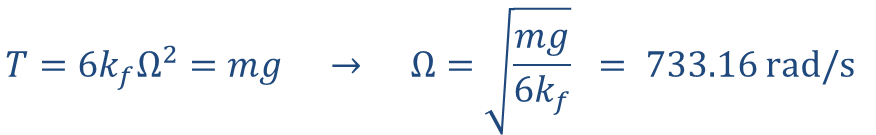 T = 6k_fΩ² = mg → Ω = √(mg/6k_f) = 733.16 rad/s